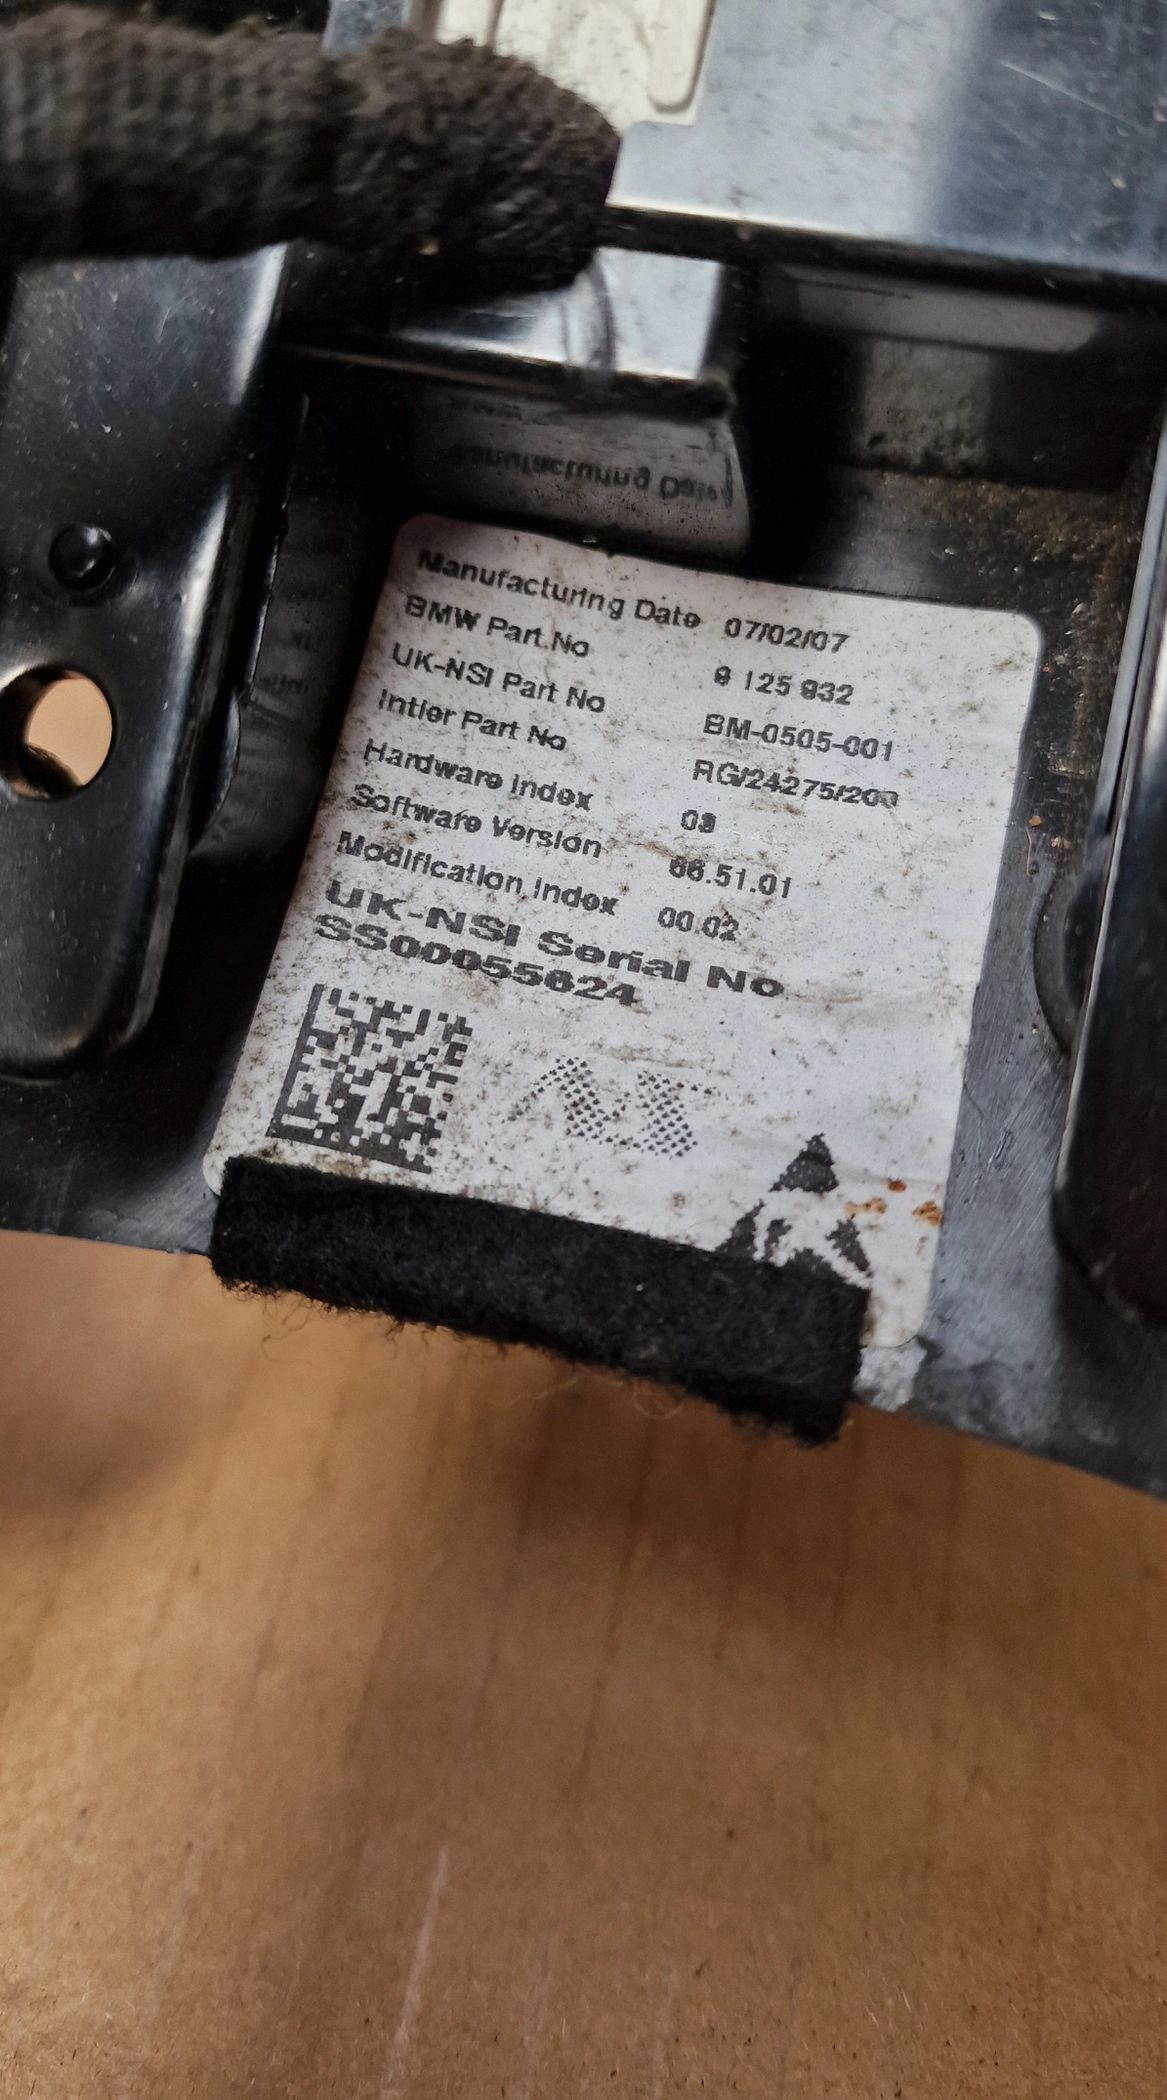 Manufacturing Date 07/02/07
BMW Part No 9 125 932
UK-NSI Part No BM-0505-001
Intier Part No RG/24275/200
Hardware Index
Software Version 66.51.01
Modification Index 00.02
UK-NSI Serial No
SS00055624